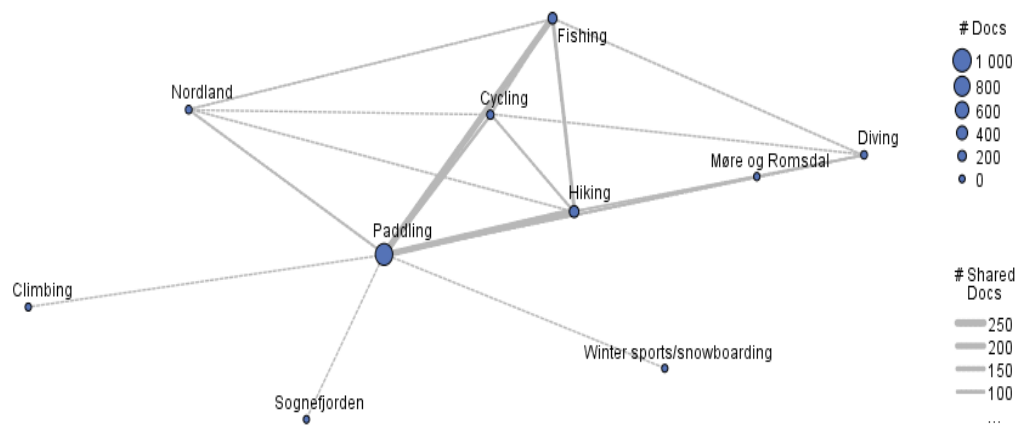 Fishing
# Docs
1 000
800
600
400
200
0
Nordland
Cycling
Diving
Møre og Romsdal
Hiking
Paddling
Climbing
Winter sports/snowboarding
Sognefjorden
# Shared
Docs
250
200
150
100
...